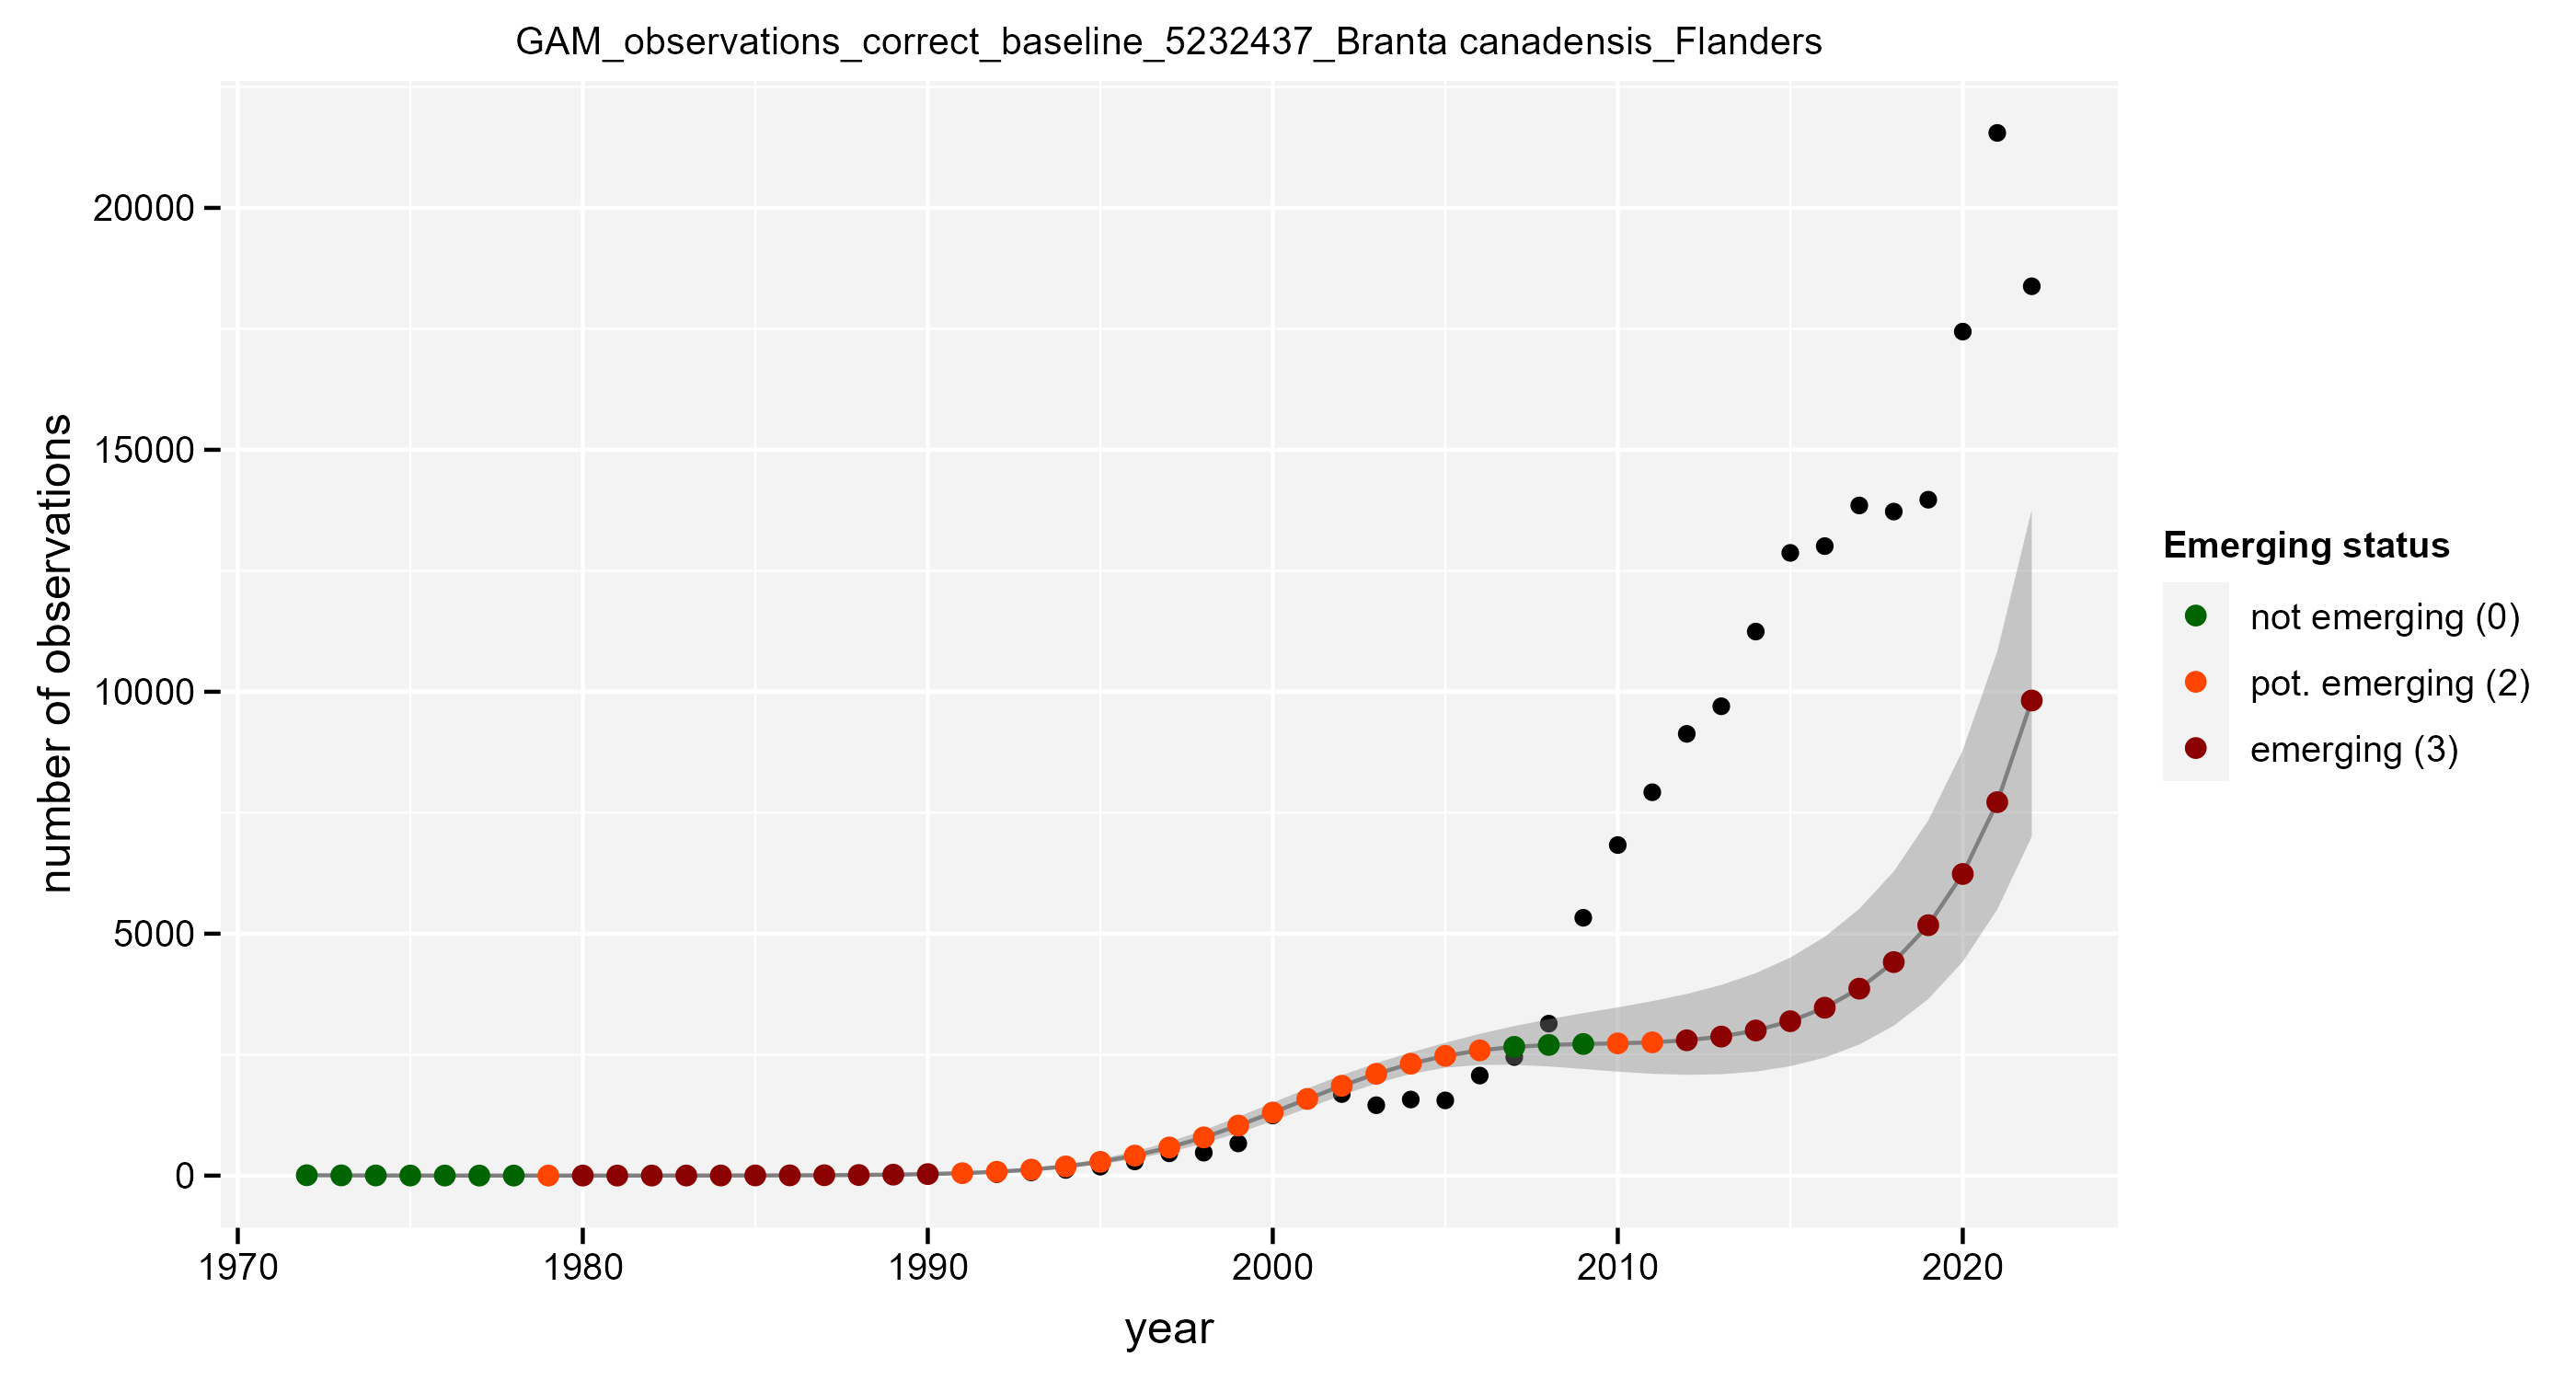 GAM_observations_correct_baseline_5232437_Branta canadensis_Flanders
number of observations
20000
15000
10000
5000
0
1970
1980
1990
2000
2010
2020
year
Emerging status
not emerging (0)
pot. emerging (2)
emerging (3)